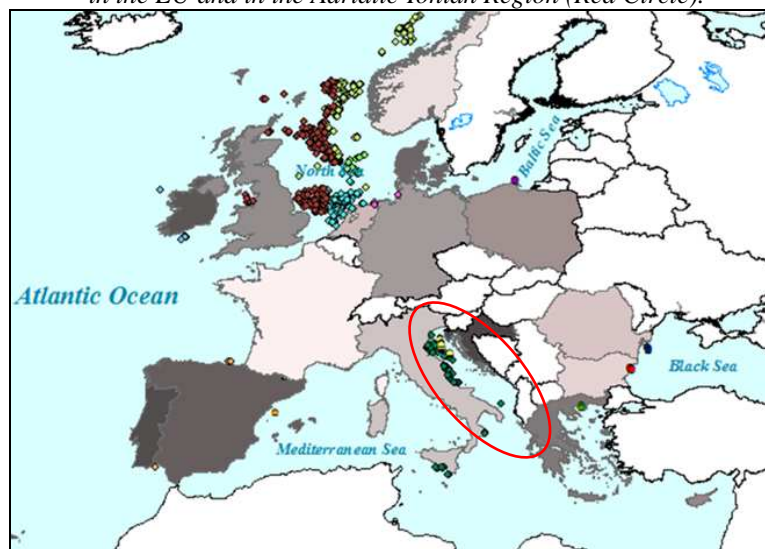 in the EU and in the Adriatic Ionian Region (Red Circle).
North Sea
Baltic Sea
Atlantic Ocean
Black Sea
Mediterranean Sea